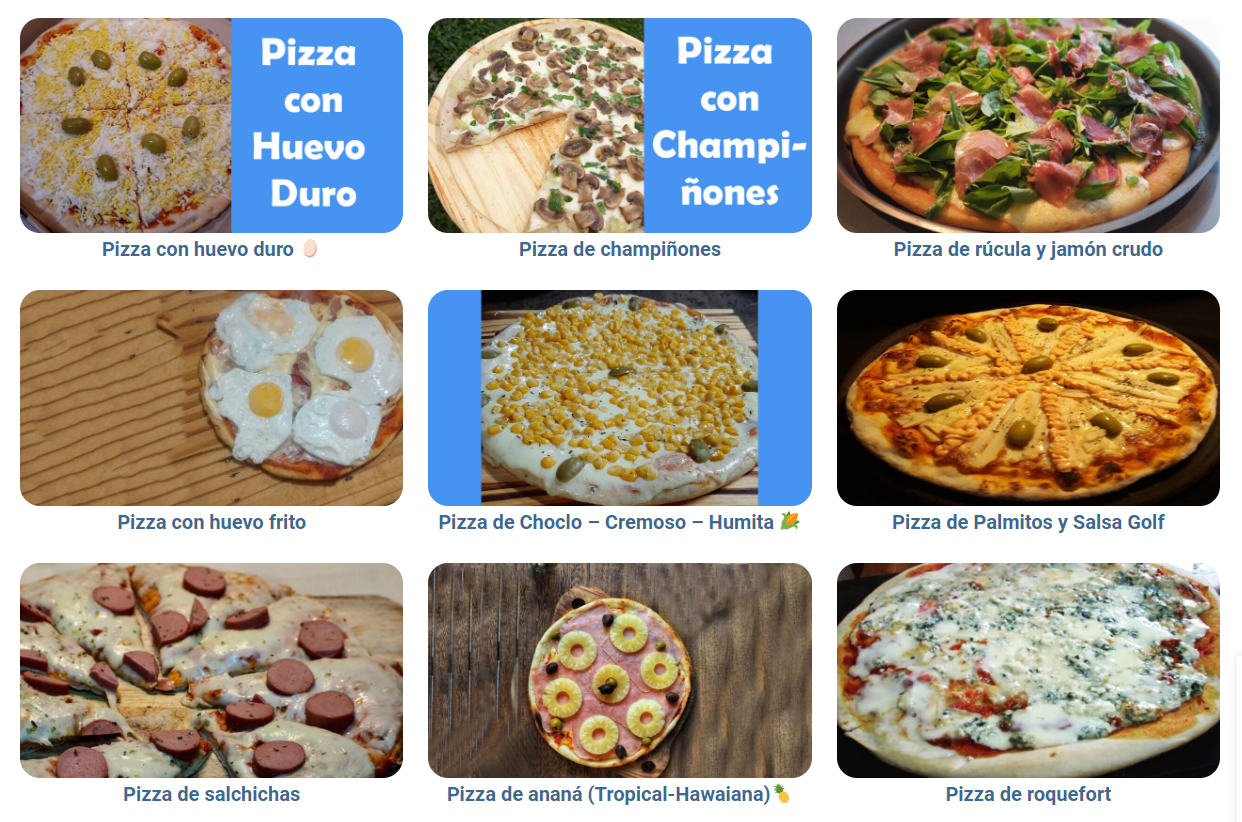 Pizza
con
Huevo
Duro
Pizza
con
Champi-
ñones
Pizza con huevo duro 🥚
Pizza de champiñones
Pizza de rúcula y jamón crudo
Pizza con huevo frito
Pizza de Choclo – Cremoso – Humita 🌽
Pizza de Palmitos y Salsa Golf
Pizza de salchichas
Pizza de ananá (Tropical-Hawaiana)🍍
Pizza de roquefort